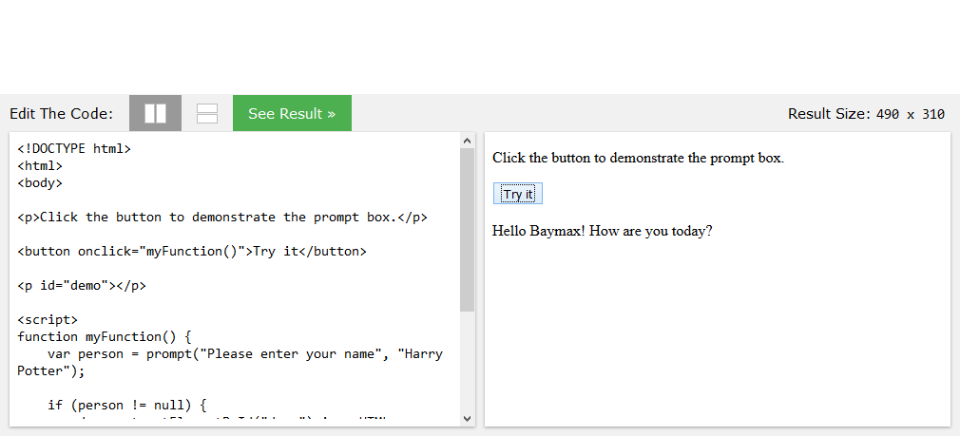 Edit The Code:
See Result »
Result Size: 490 x 310
<!DOCTYPE html>
<html>
<body>
<p>Click the button to demonstrate the prompt box.</p>
<button onclick="myFunction()">Try it</button>
<p id="demo"></p>
<script>
function myFunction() {
    var person = prompt("Please enter your name", "Harry
Potter");
    if (person != null) {
Click the button to demonstrate the prompt box.
Try it
Hello Baymax! How are you today?